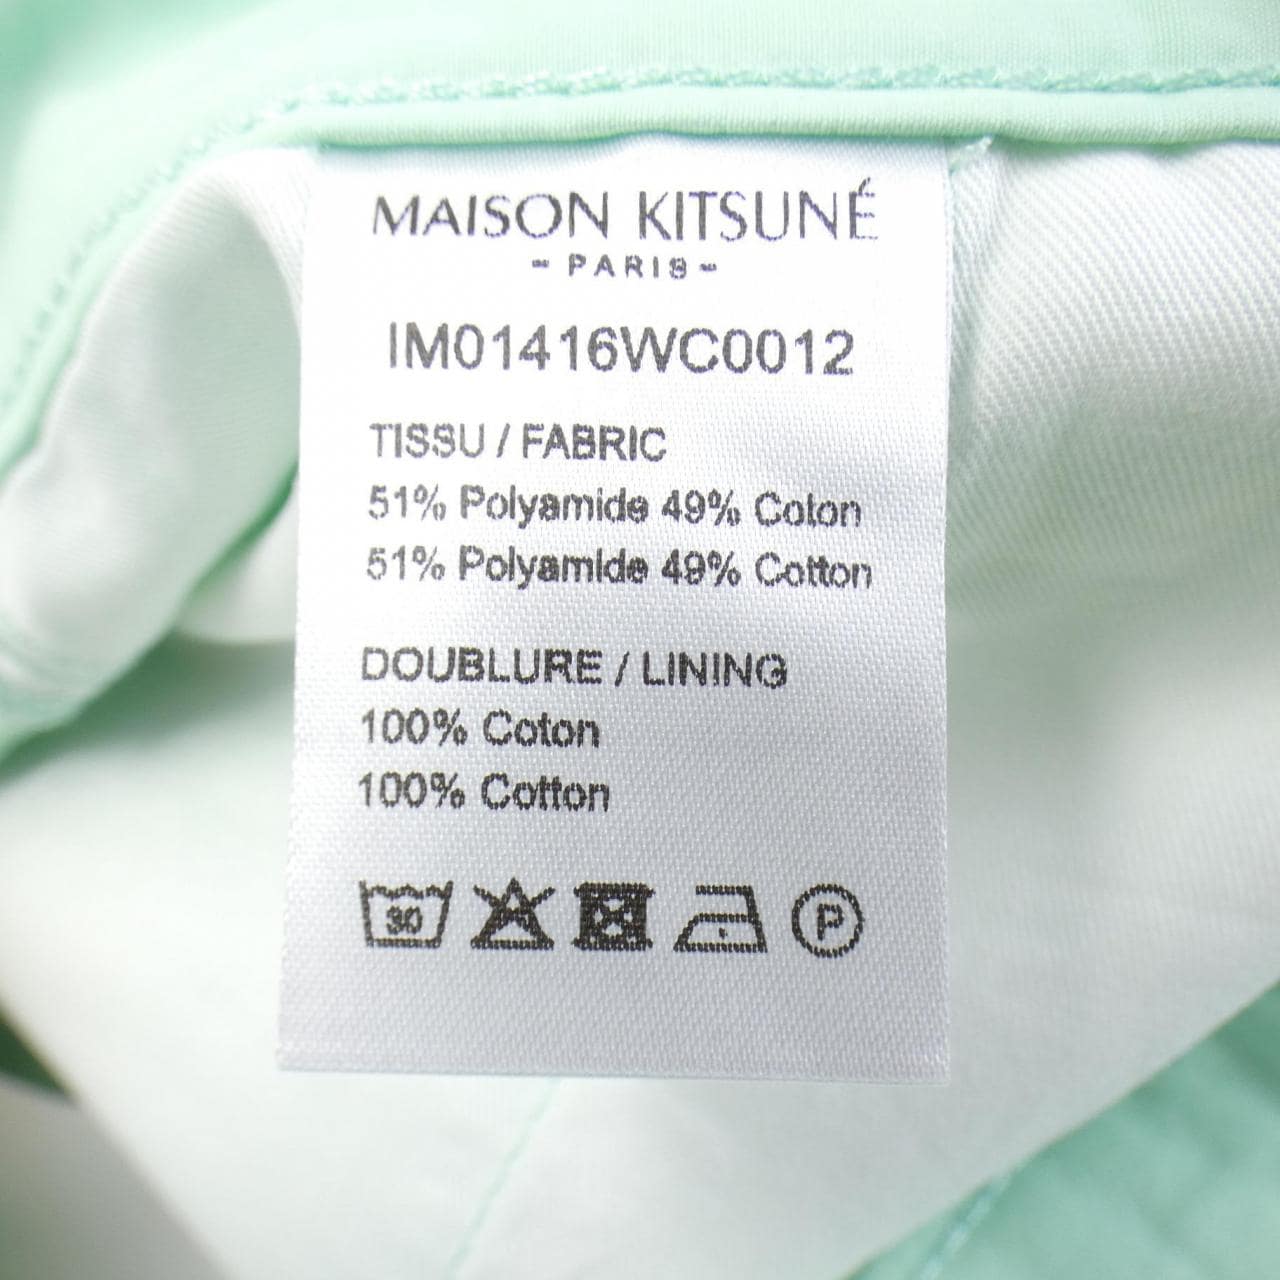 MAISON KITSUNÉ
- PARIS -
IM01416WC0012
TISSU / FABRIC
51% Polyamide 49% Coton
51% Polyamide 49% Cotton
DOUBLURE / LINING
100% Coton
100% Cotton
30 P